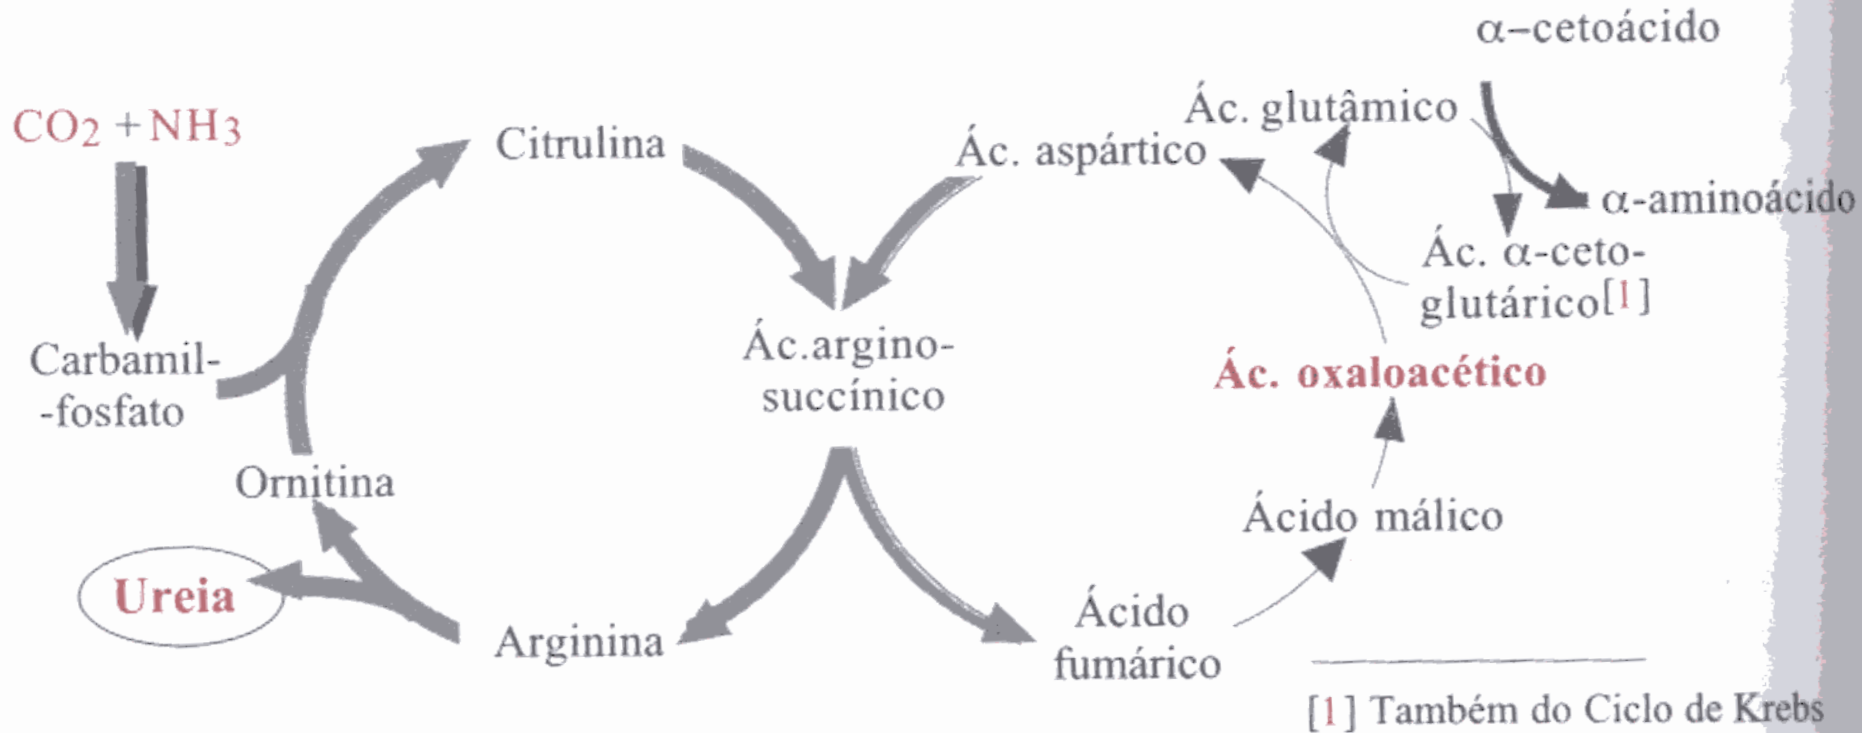 α–cetoácido
CO2 + NH3
Citrulina
Ác. aspártico
Ác. glutâmico
α-aminoácido
Ác. α-ceto-
glutárico[1]
Carbamil-
-fosfato
Ác.argino-
succínico
Ác. oxaloacético
Ornitina
Ácido málico
Ureia
Arginina
Ácido
fumárico
[1] Também do Ciclo de Krebs